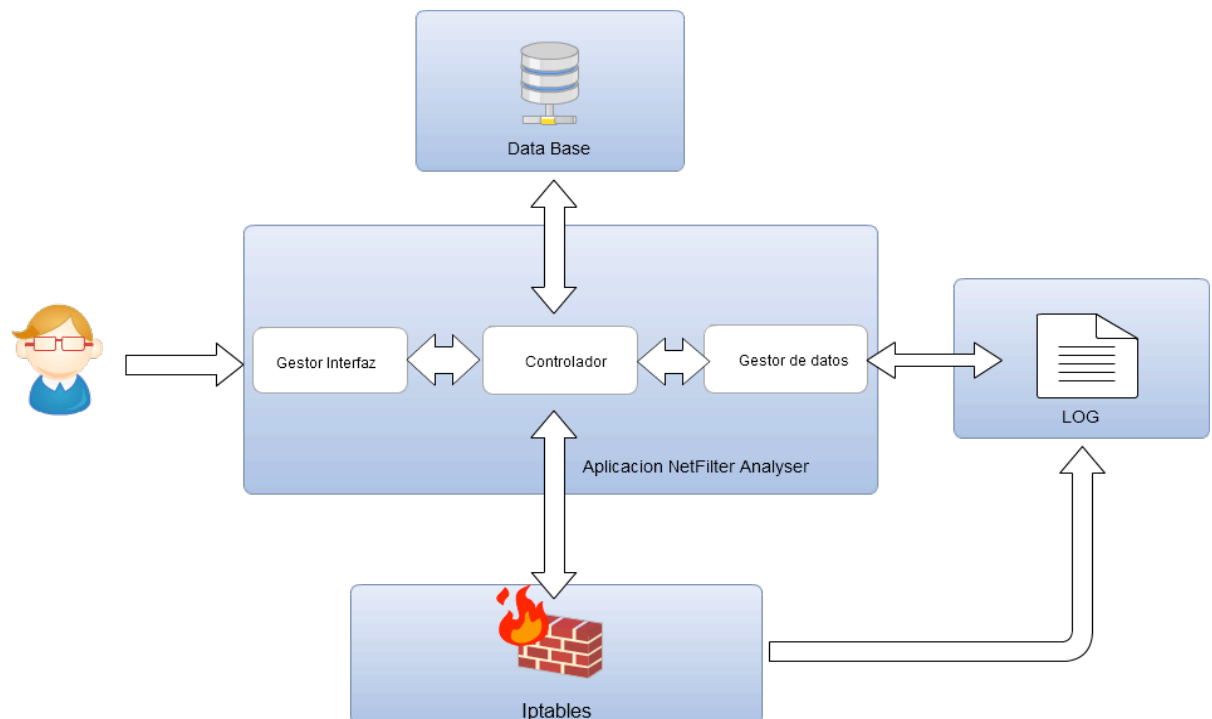 Data Base
Gestor Interfaz
Controlador
Gestor de datos
LOG
Aplicacion NetFilter Analyser
Iptables